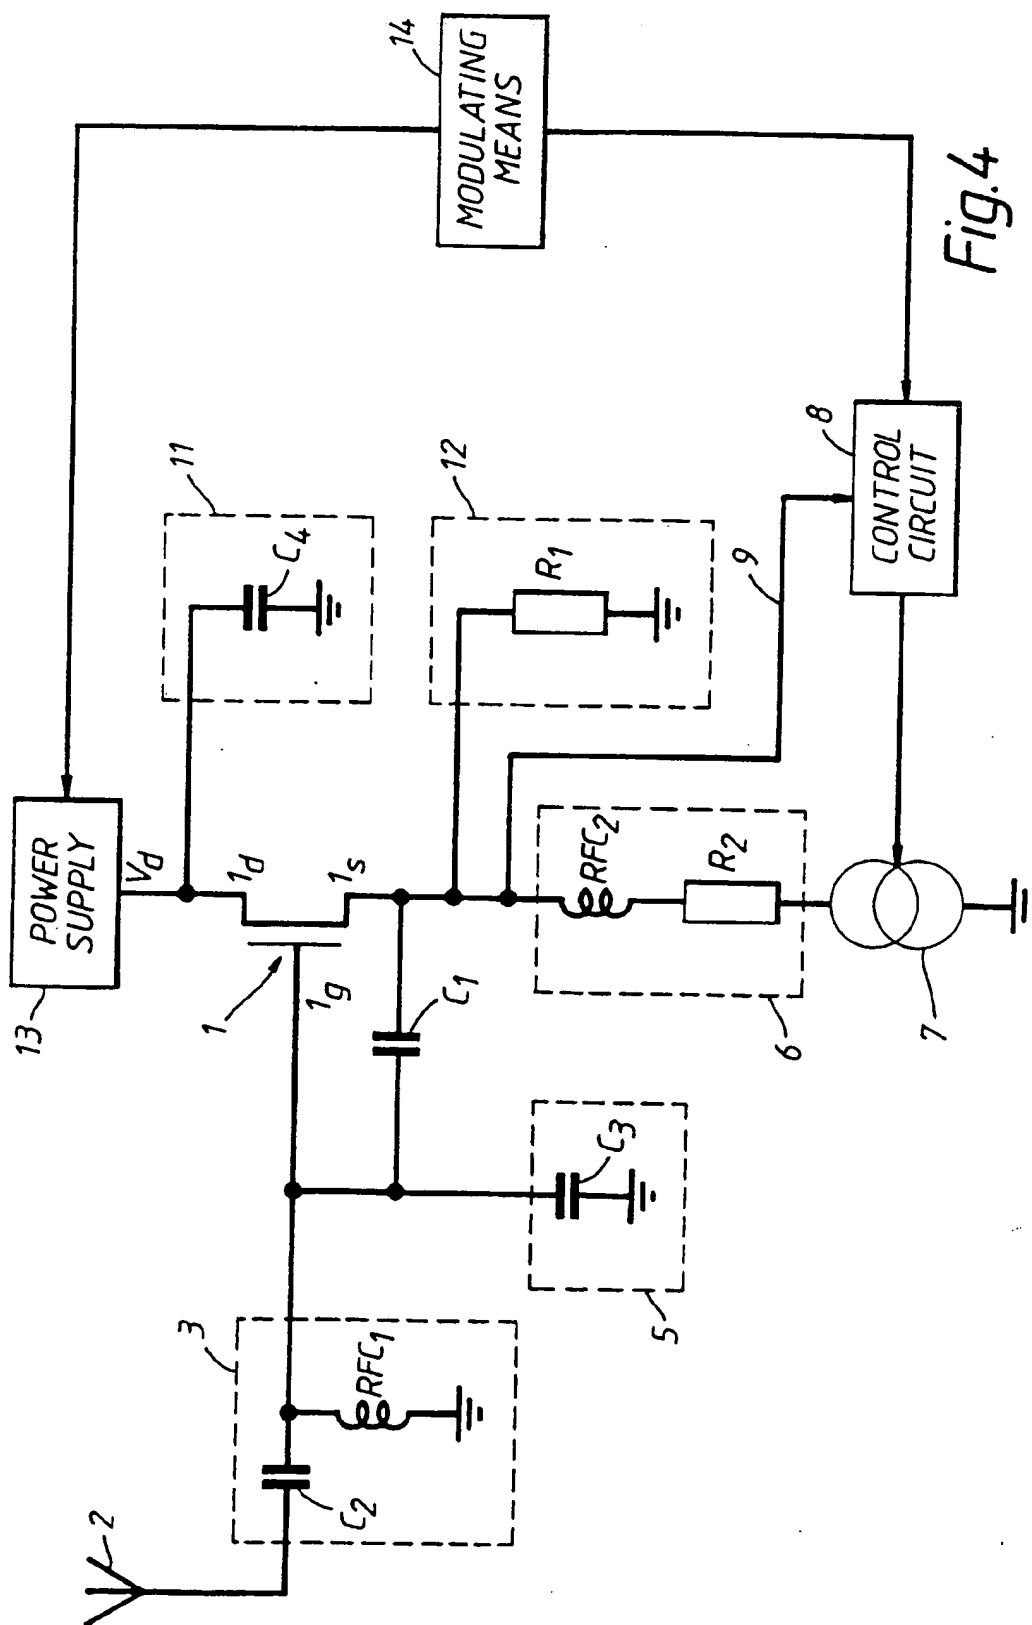 14
MODULATING
MEANS
13
POWER
SUPPLY
Vd
11
C4
1
1d
1g
1s
12
R1
C1
9
8
CONTROL
CIRCUIT
RFC2
R2
6
7
2
3
C2
RFC1
5
C3
Fig.4